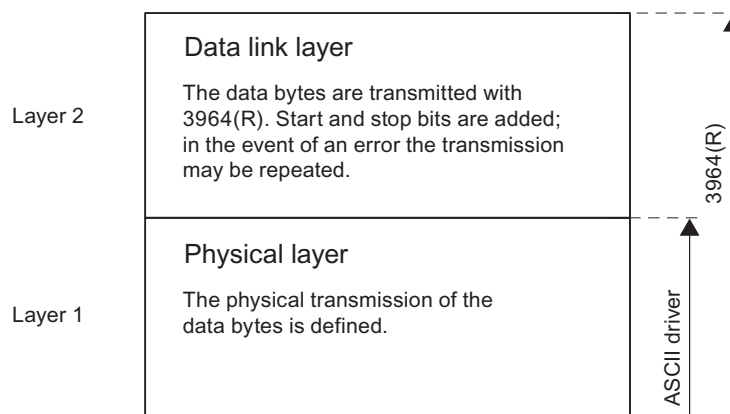 Data link layer
Layer 2
The data bytes are transmitted with
3964(R). Start and stop bits are added;
in the event of an error the transmission
may be repeated.
3964(R)
Physical layer
Layer 1
The physical transmission of the
data bytes is defined.
ASCII driver